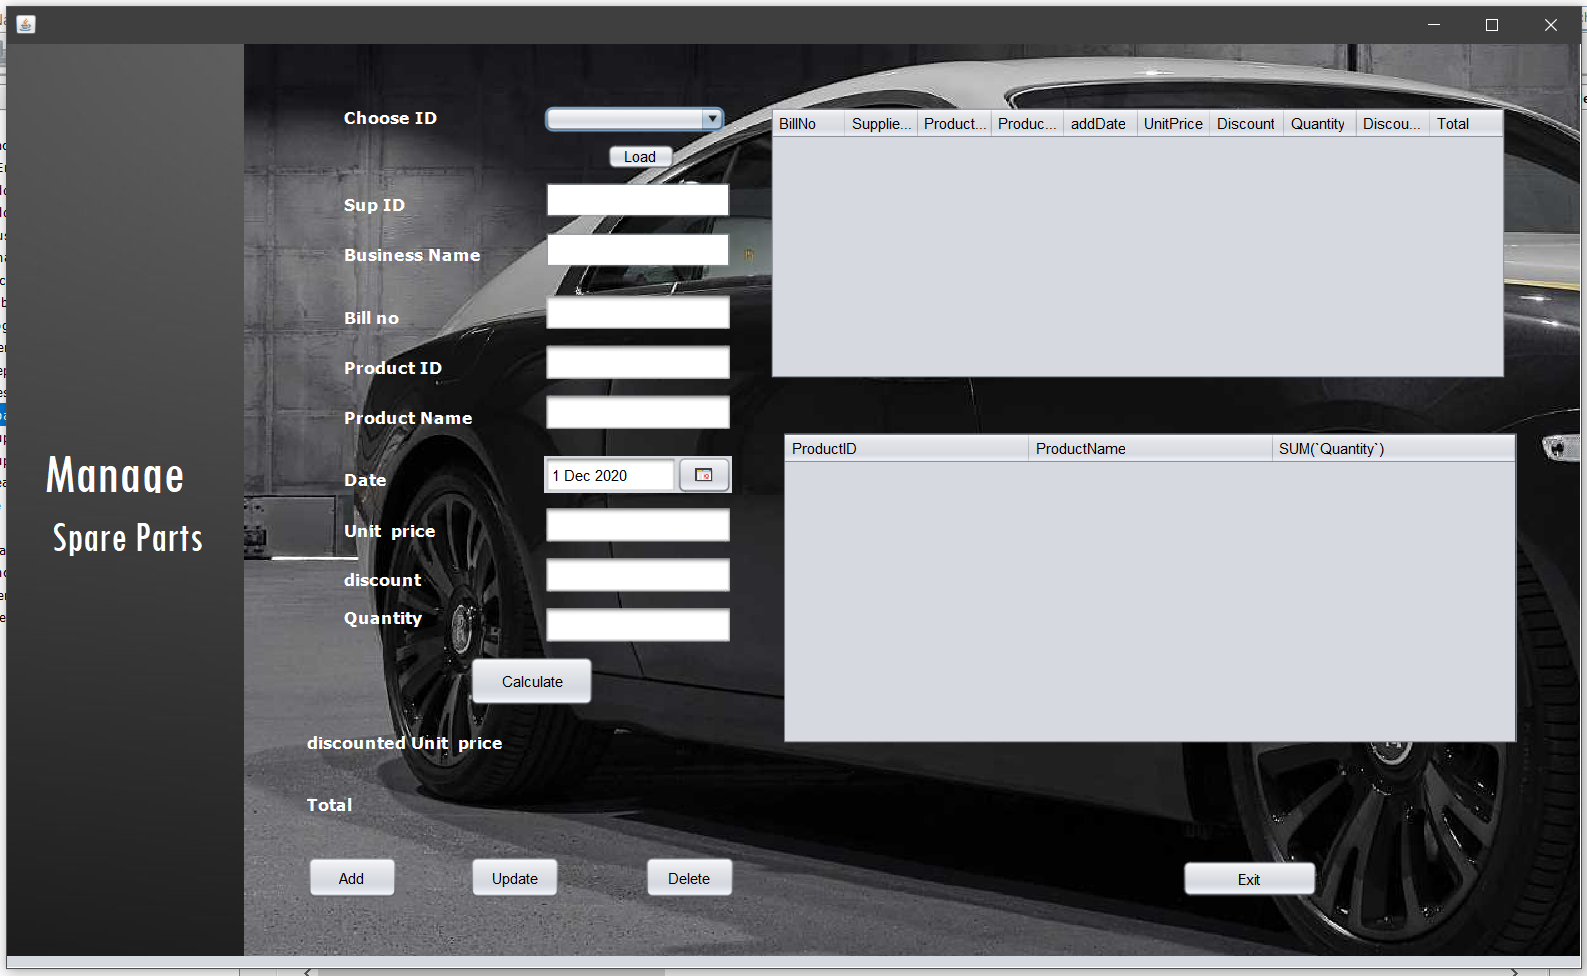 Choose ID
Load
Sup ID
Business Name
Bill no
Product ID
Product Name
Date
1 Dec 2020
Unit price
discount
Quantity
Calculate
discounted Unit price
Total
Add Update Delete Exit
Manage
Spare Parts
BillNo Supplie... Product... Produc... addDate UnitPrice Discount Quantity Discou... Total
ProductID ProductName SUM(`Quantity`)